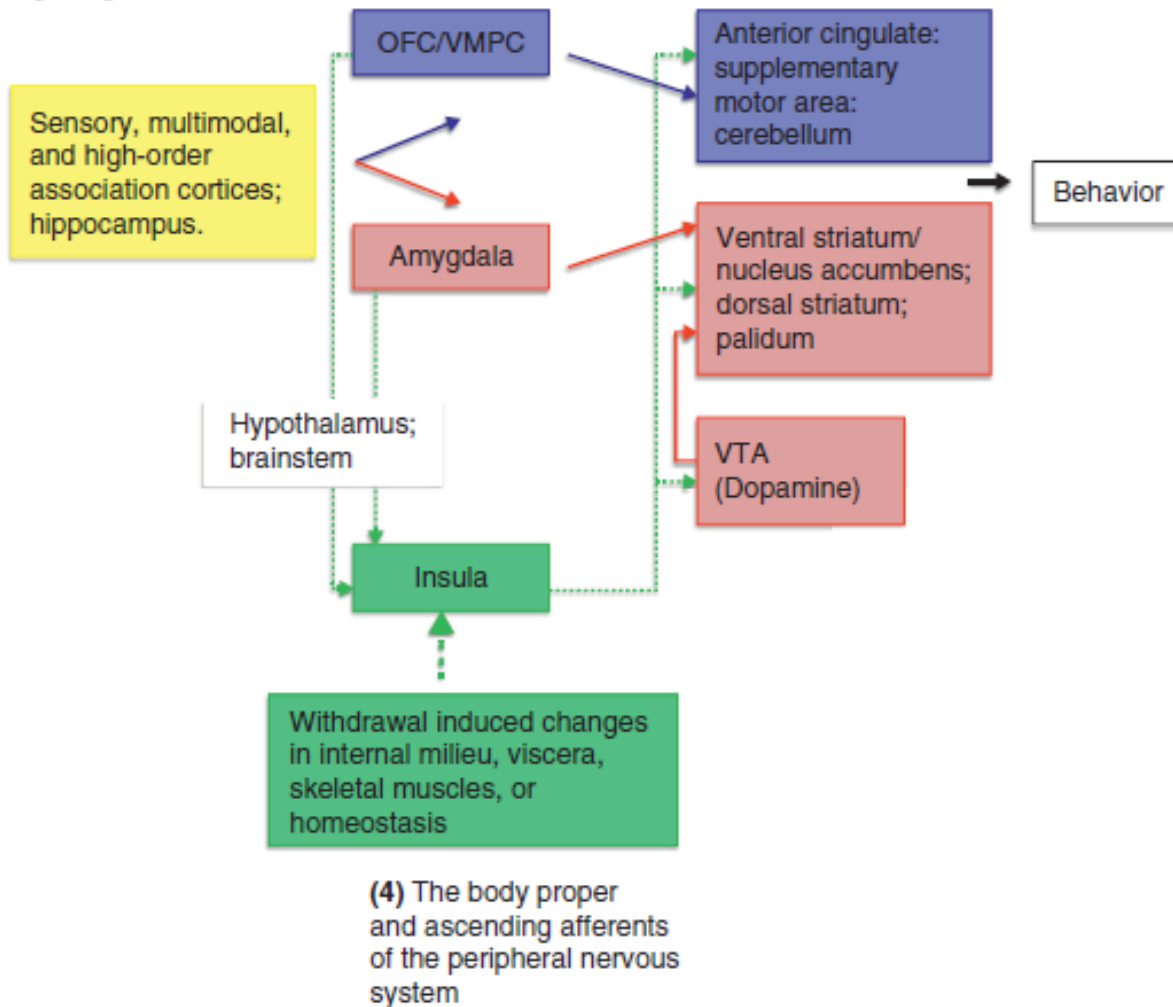 OFC/VMPC
Anterior cingulate:
supplementary
motor area:
cerebellum
Sensory, multimodal,
and high-order
association cortices;
hippocampus.
Behavior
Amygdala
Ventral striatum/
nucleus accumbens;
dorsal striatum;
palidum
Hypothalamus;
brainstem
VTA
(Dopamine)
Insula
Withdrawal induced changes
in internal milieu, viscera,
skeletal muscles, or
homeostasis
(4) The body proper
and ascending afferents
of the peripheral nervous
system